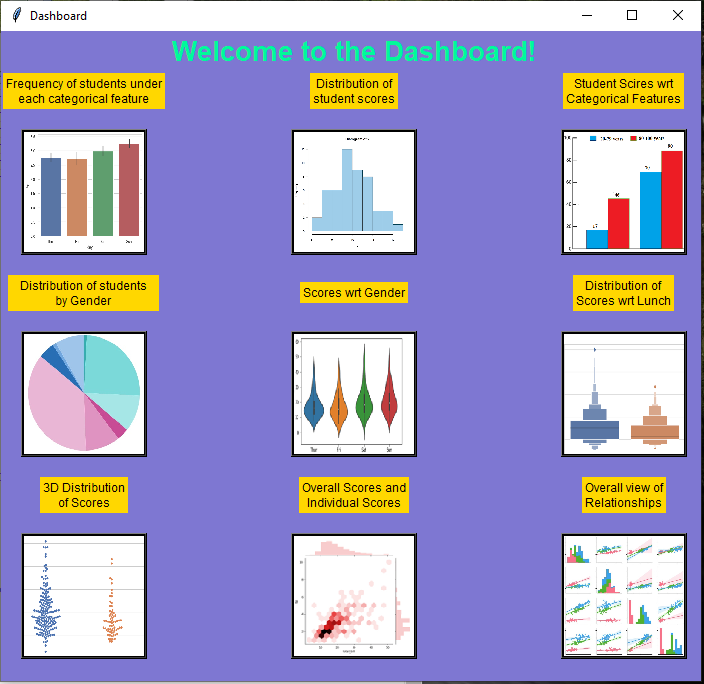 Dashboard
Welcome to the Dashboard!
Frequency of students under
each categorical feature
Distribution of
student scores
Student Scires wrt
Categorical Features
Distribution of students
by Gender
Scores wrt Gender
Distribution of
Scores wrt Lunch
3D Distribution
of Scores
Overall Scores and
Individual Scores
Overall view of
Relationships